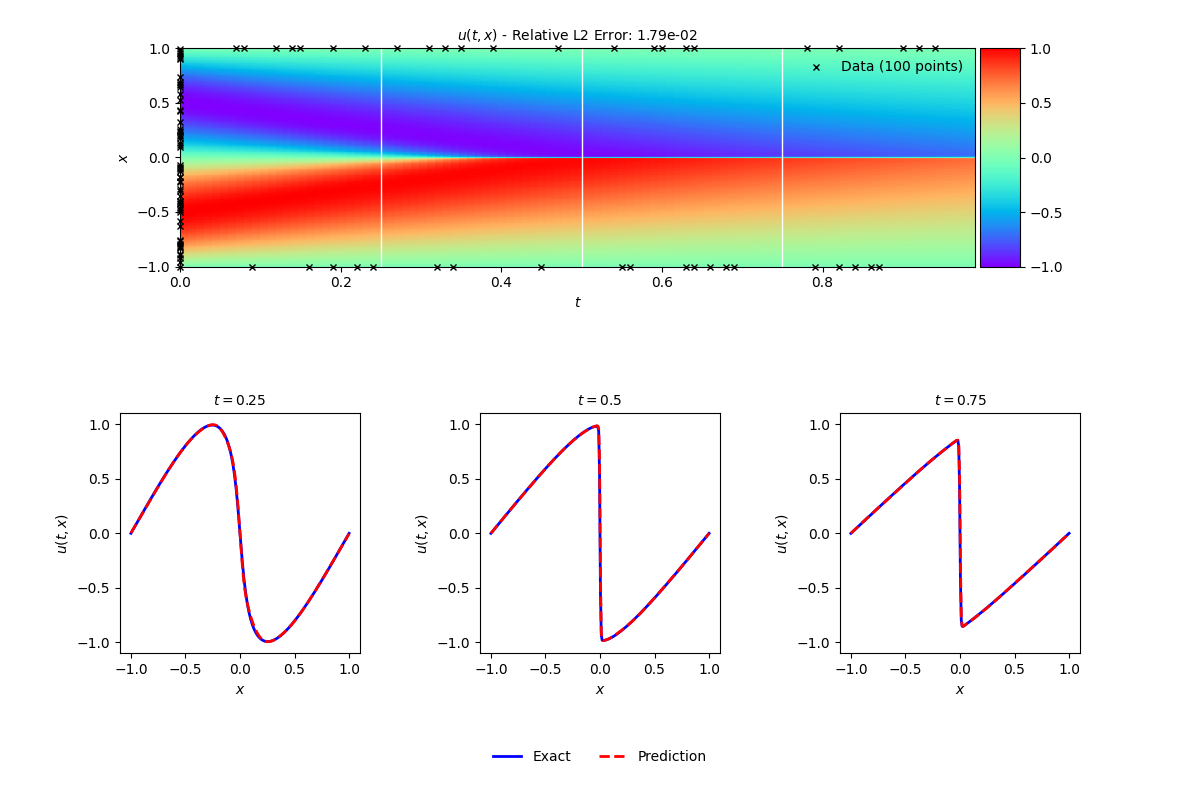 u(t, x) - Relative L2 Error: 1.79e-02
1.0
0.5
0.0
−0.5
−1.0
x
Data (100 points)
1.0
0.5
0.0
−0.5
−1.0
0.0 0.2 0.4 0.6 0.8
t
t = 0.25
1.0
0.5
0.0
−0.5
−1.0
u(t, x)
−1.0 −0.5 0.0 0.5 1.0
x
t = 0.5
1.0
0.5
0.0
−0.5
−1.0
u(t, x)
−1.0 −0.5 0.0 0.5 1.0
x
t = 0.75
1.0
0.5
0.0
−0.5
−1.0
u(t, x)
−1.0 −0.5 0.0 0.5 1.0
x
Exact Prediction